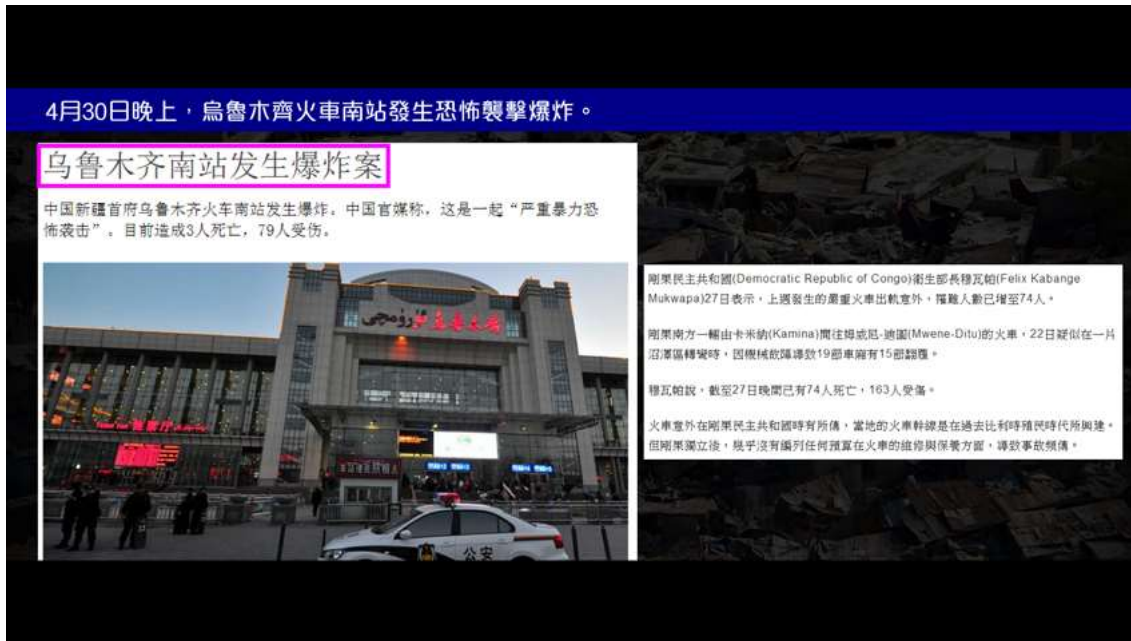 4月30日晚上，烏魯木齊火車南站發生恐怖襲擊爆炸。
乌鲁木齐南站发生爆炸案
中国新疆首府乌鲁木齐火车南站发生爆炸。中国官媒称，这是一起“严重暴力恐
怖袭击”。目前造成3人死亡，79人受伤。
公安
剛果民主共和國(Democratic Republic of Congo)衛生部長穆瓦帕(Felix Kabange
Mukwapa)27日表示，上週發生的嚴重火車出軌意外，罹難人數已增至74人。
剛果南方一輛由卡米納(Kamina)開往姆威尼-迪圖(Mwene-Ditu)的火車，22日疑似在一片
沼澤區轉彎時，因機械故障導致19節車廂有15節翻覆。
穆瓦帕說，截至27日晚間已有74人死亡，163人受傷。
火車意外在剛果民主共和國時有所傳，當地的火車幹線是在過去比利時殖民時代所興建。
但剛果獨立後，幾乎沒有編列任何預算在火車的維修與保養方面，導致事故頻傳。